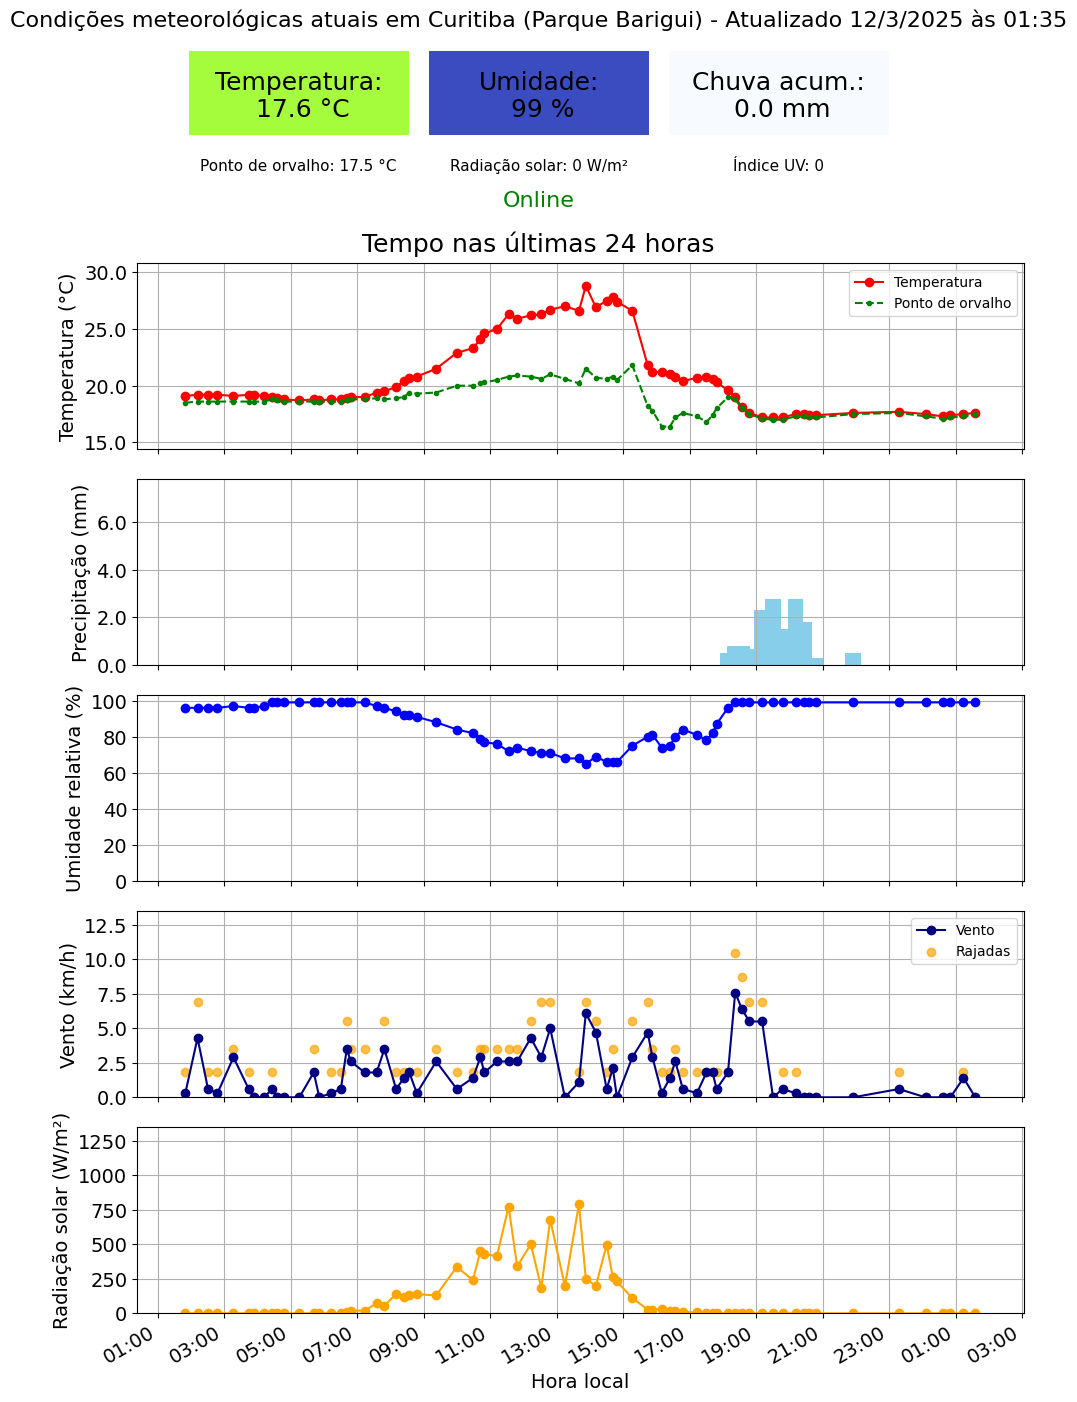 Condições meteorológicas atuais em Curitiba (Parque Barigui) - Atualizado 12/3/2025 às 01:35
Temperatura:
17.6 °C
Umidade:
99 %
Chuva acum.:
0.0 mm
Ponto de orvalho: 17.5 °C
Radiação solar: 0 W/m²
Índice UV: 0
Online
Tempo nas últimas 24 horas
Temperatura (°C)
30.0
25.0
20.0
15.0
Temperatura
Ponto de orvalho
Precipitação (mm)
6.0
4.0
2.0
0.0
Umidade relativa (%)
100
80
60
40
20
0
Vento (km/h)
12.5
10.0
7.5
5.0
2.5
0.0
Vento
Rajadas
Radiação solar (W/m²)
1250
1000
750
500
250
0
01:00
03:00
05:00
07:00
09:00
11:00
13:00
15:00
17:00
19:00
21:00
23:00
01:00
03:00
Hora local